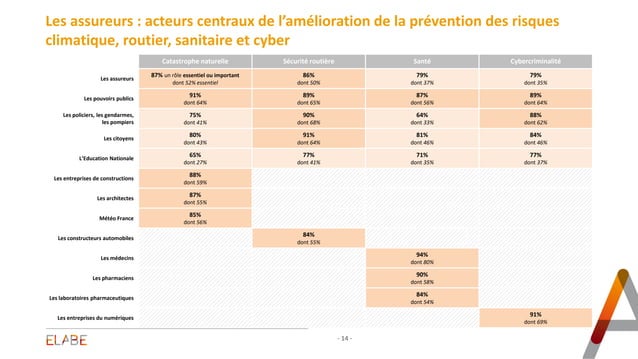 Les assureurs : acteurs centraux de l’amélioration de la prévention des risques
climatique, routier, sanitaire et cyber
Catastrophe naturelle Sécurité routière Santé Cybercriminalité
Les assureurs 87% un rôle essentiel ou important 86% 79% 79%
dont 52% essentiel dont 50% dont 37% dont 35%
Les pouvoirs publics 91% 89% 87% 89%
dont 64% dont 65% dont 56% dont 64%
Les policiers, les gendarmes, 75% 90% 64% 88%
les pompiers dont 41% dont 68% dont 33% dont 62%
Les citoyens 80% 91% 81% 84%
dont 43% dont 64% dont 46% dont 46%
L’Education Nationale 65% 77% 71% 77%
dont 27% dont 41% dont 35% dont 37%
Les entreprises de constructions 88%
dont 59%
Les architectes 87%
dont 55%
Météo France 85%
dont 56%
Les constructeurs automobiles 84%
dont 55%
Les médecins 94%
dont 80%
Les pharmaciens 90%
dont 58%
Les laboratoires pharmaceutiques 84%
dont 54%
Les entreprises du numériques 91%
dont 69%
ELABE - 14 -